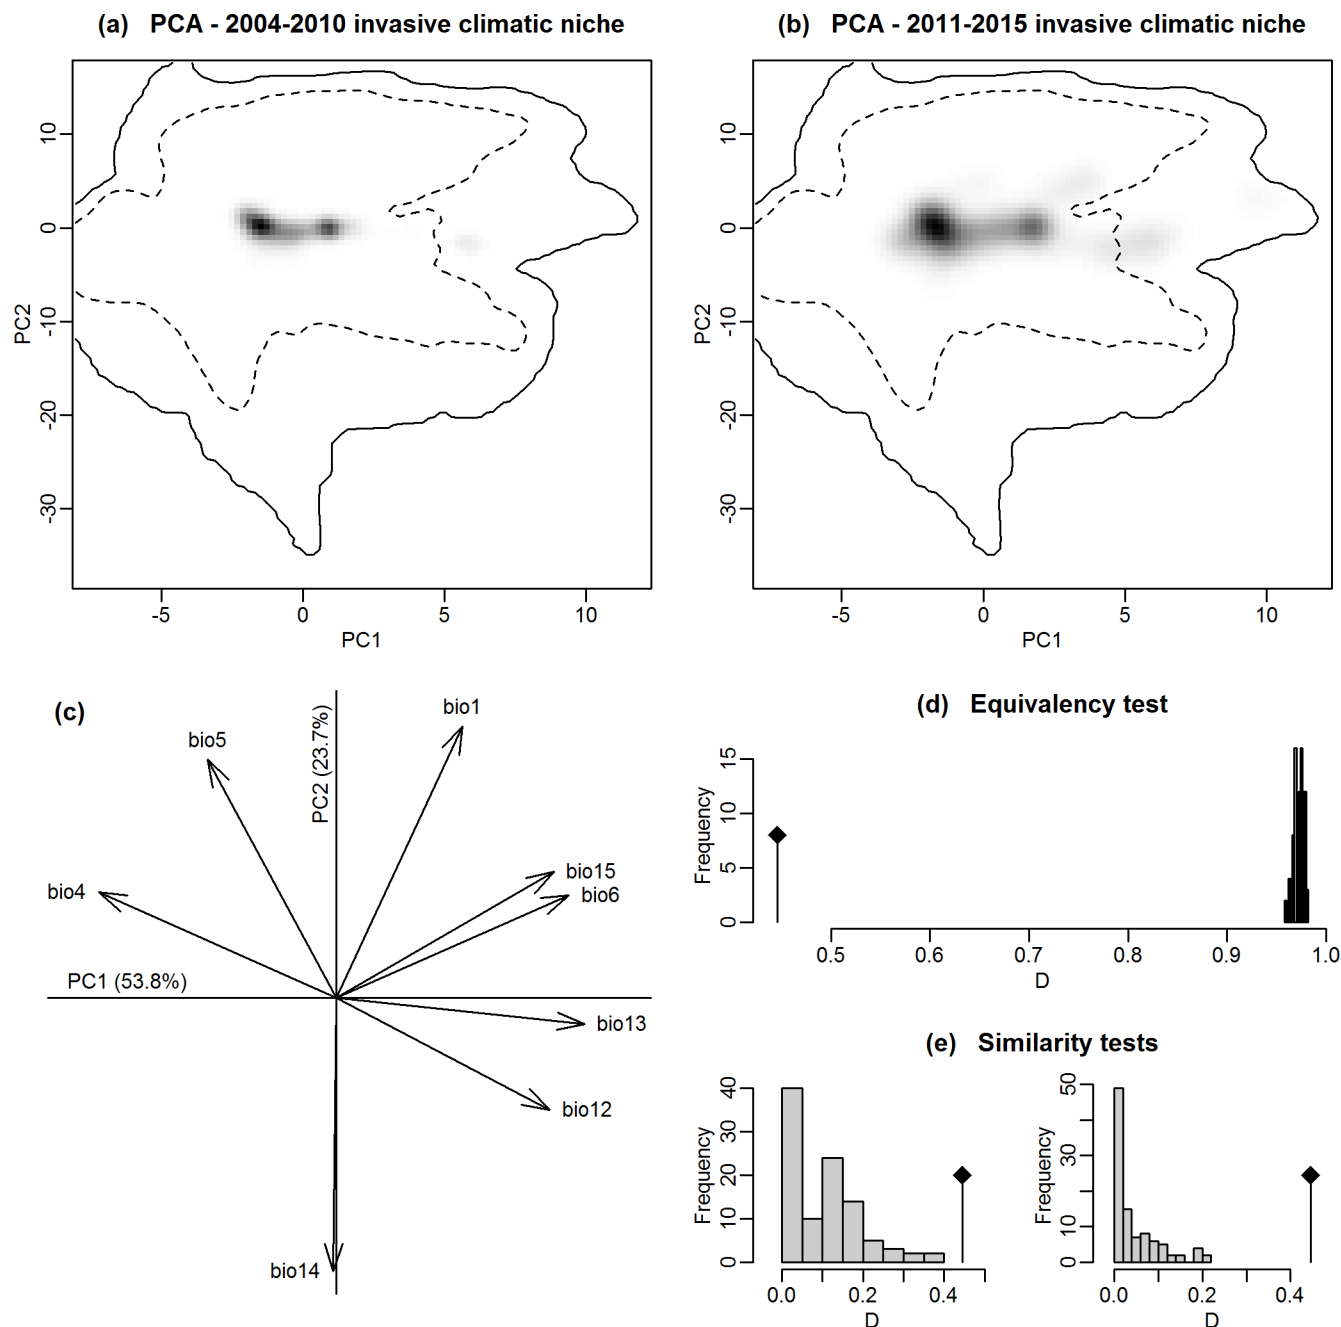 (a) PCA - 2004-2010 invasive climatic niche
PC2
10
0
-10
-20
-30
-5 0 5 10
PC1
(b) PCA - 2011-2015 invasive climatic niche
PC2
10
0
-10
-20
-30
-5 0 5 10
PC1
(c)
bio1
bio5
PC2 (23.7%)
bio15
bio6
bio4
PC1 (53.8%)
bio13
bio12
bio14
(d) Equivalency test
Frequency
15
10
5
0
0.5 0.6 0.7 0.8 0.9 1.0
D
(e) Similarity tests
Frequency
40
30
20
10
0
0.0 0.2 0.4
D
Frequency
50
30
10
0
0.0 0.2 0.4
D